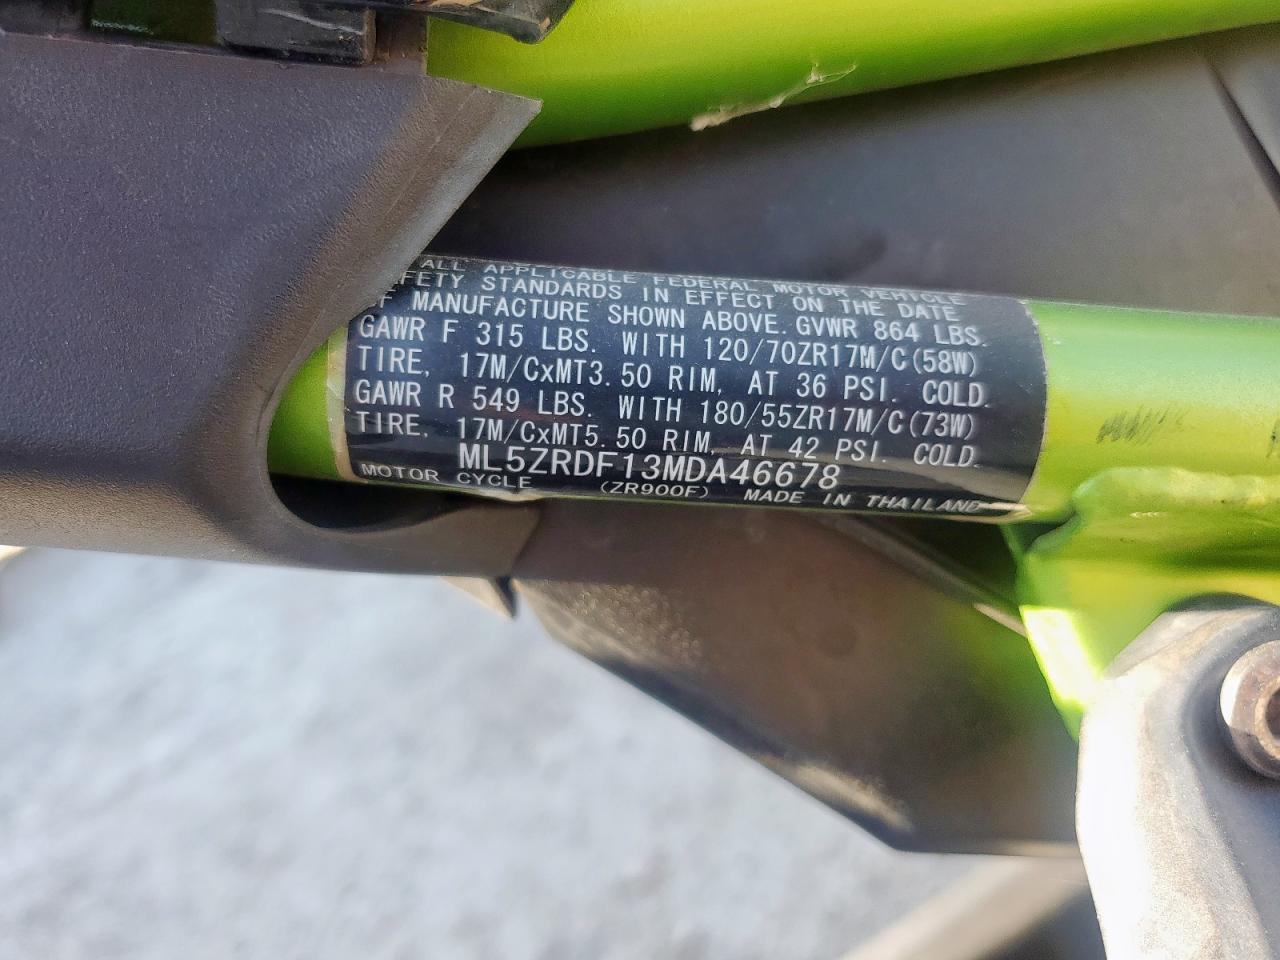 ALL APPLICABLE FEDERAL MOTOR VEHICLE
FETY STANDARDS IN EFFECT ON THE DATE
F MANUFACTURE SHOWN ABOVE. GVWR 864 LBS.
GAWR F 315 LBS. WITH 120/70ZR17M/C(58W)
TIRE, 17M/CxMT3.50 RIM, AT 36 PSI. COLD.
GAWR R 549 LBS. WITH 180/55ZR17M/C(73W)
TIRE, 17M/CxMT5.50 RIM, AT 42 PSI. COLD.
ML5ZRDF13MDA46678
MOTOR CYCLE (ZR900F) MADE IN THAILAND